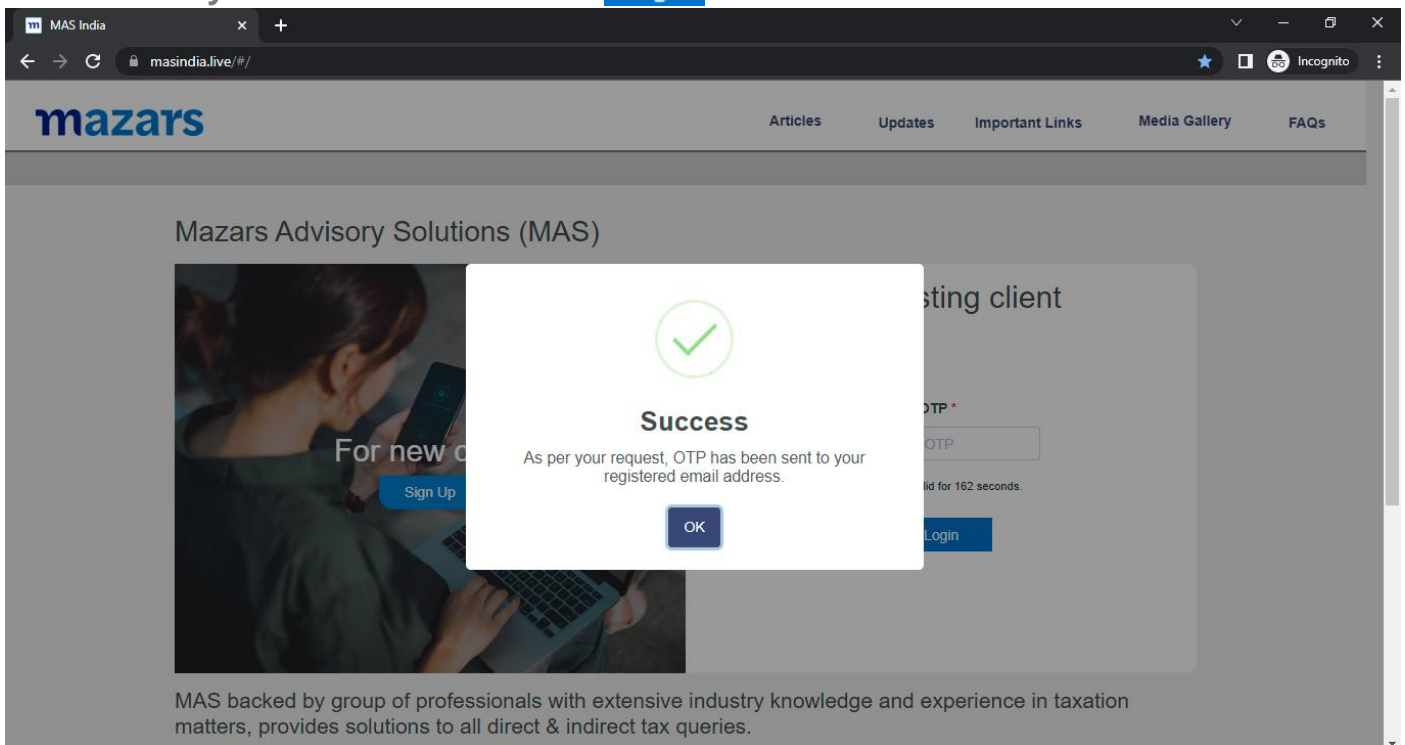 MAS India
masindia.live/#/
Incognito
mazars
Articles Updates Important Links Media Gallery FAQs
Mazars Advisory Solutions (MAS)
sting client
Success
As per your request, OTP has been sent to your
registered email address.
OK
For new
Sign Up
OTP *
OTP
lid for 162 seconds.
Login
MAS backed by group of professionals with extensive industry knowledge and experience in taxation
matters, provides solutions to all direct & indirect tax queries.